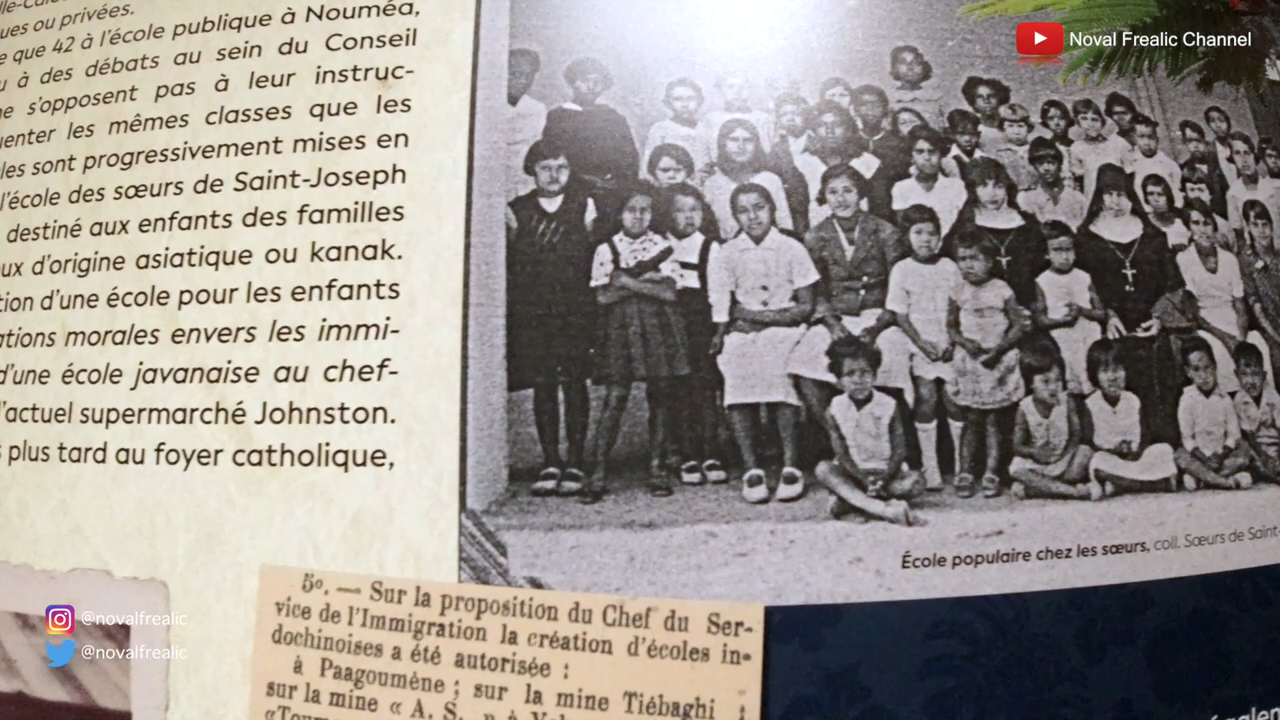 ues ou privées.
e que 42 à l'école publique à Nouméa,
u à des débats au sein du Conseil
ne s'opposent pas à leur instruc-
uenter les mêmes classes que les
les sont progressivement mises en
l'école des sœurs de Saint-Joseph
destiné aux enfants des familles
ux d'origine asiatique ou kanak.
tion d'une école pour les enfants
ations morales envers les immi-
d'une école javanaise au chef-
l'actuel supermarché Johnston.
s plus tard au foyer catholique,
Noval Frealic Channel
École populaire chez les sœurs, coll. Sœurs de Saint-
5º. — Sur la proposition du Chef du Ser-
vice de l'Immigration la création d'écoles in-
dochinoises a été autorisée :
à Paagoumène ; sur la mine Tiébaghi ;
sur la mine « A. S. » à
@novalfrealic
@novalfrealic